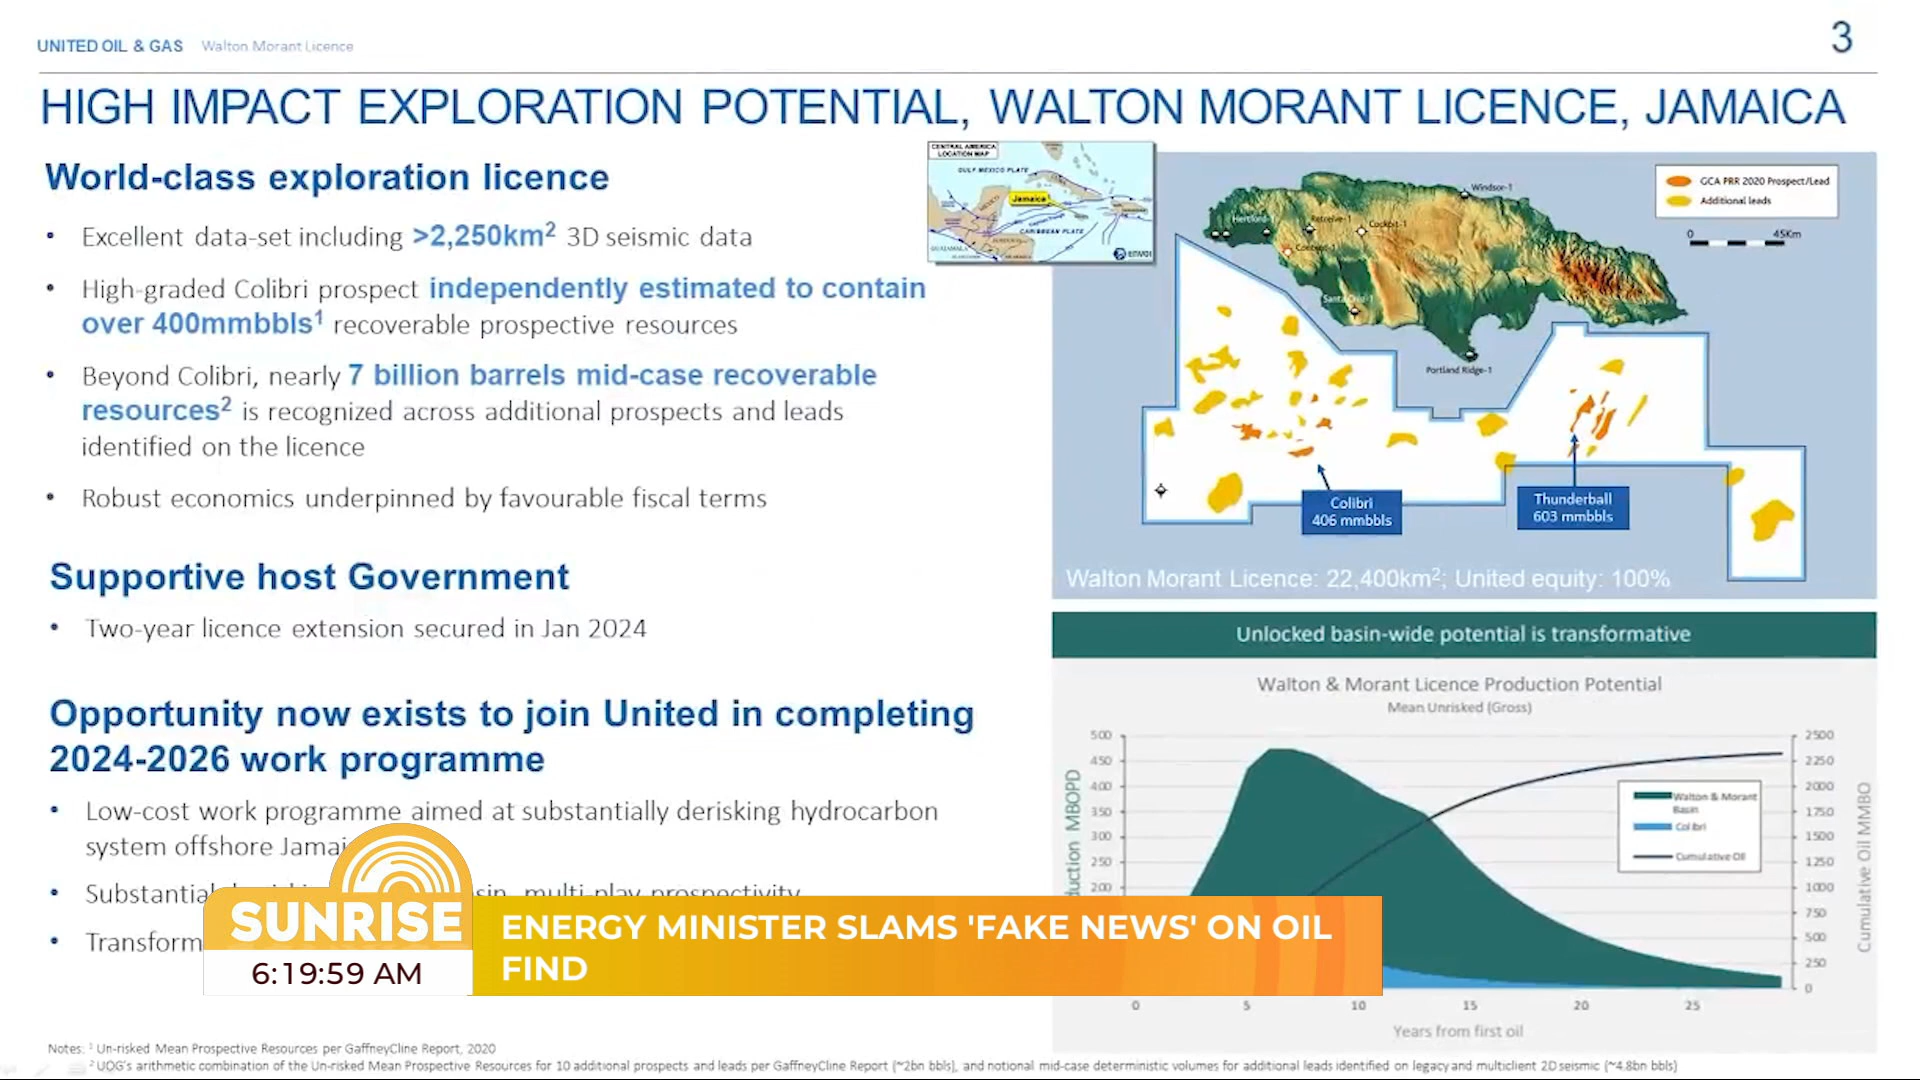 UNITED OIL & GAS Walton Morant Licence
3
HIGH IMPACT EXPLORATION POTENTIAL, WALTON MORANT LICENCE, JAMAICA
World-class exploration licence
• Excellent data-set including >2,250km² 3D seismic data
• High-graded Colibri prospect independently estimated to contain
over 400mmbbls¹ recoverable prospective resources
• Beyond Colibri, nearly 7 billion barrels mid-case recoverable
resources² is recognized across additional prospects and leads
identified on the licence
• Robust economics underpinned by favourable fiscal terms
Supportive host Government
• Two-year licence extension secured in Jan 2024
Opportunity now exists to join United in completing
2024-2026 work programme
• Low-cost work programme aimed at substantially derisking hydrocarbon
system offshore Jamai
• Substantial multi-play prospectivity
• Transform
CENTRAL AMERICA
LOCATION MAP
GULF MEXICO PLATE
MEXICO
Jamaica
CARIBBEAN PLATE
GUATEMALA
Windsor-1
Hertford-1
Retrieve-1
Cockpit-1
Santa Cruz-1
Portland Ridge-1
GCA PRR 2020 Prospect/Lead
Additional leads
0 45Km
Colibri
406 mmbbls
Thunderball
603 mmbbls
Walton Morant Licence: 22,400km²; United equity: 100%
Unlocked basin-wide potential is transformative
Walton & Morant Licence Production Potential
Mean Unrisked (Gross)
500
450
400
350
300
250
200
duction MBOPD
2500
2250
2000
1750
1500
1250
1000
750
500
250
0
Cumulative Oil MMBO
Walton & Morant
Basin
Colibri
Cumulative Oil
0 5 10 15 20 25
Years from first oil
SUNRISE
6:19:59 AM
ENERGY MINISTER SLAMS 'FAKE NEWS' ON OIL
FIND
Notes: ¹ Un-risked Mean Prospective Resources per GaffneyCline Report, 2020
² UOG's arithmetic combination of the Un-risked Mean Prospective Resources for 10 additional prospects and leads per GaffneyCline Report (~2bn bbls), and notional mid-case deterministic volumes for additional leads identified on legacy and multiclient 2D seismic (~4.8bn bbls)